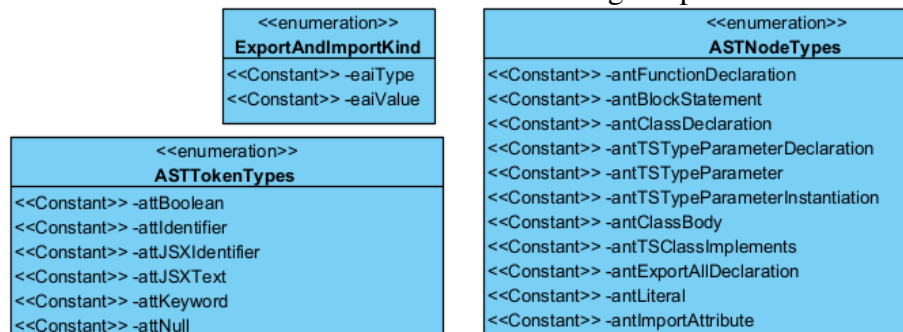 <<enumeration>>
ExportAndImportKind
<<Constant>> -eaiType
<<Constant>> -eaiValue
<<enumeration>>
ASTTokenTypes
<<Constant>> -attBoolean
<<Constant>> -attIdentifier
<<Constant>> -attJSXIdentifier
<<Constant>> -attJSXText
<<Constant>> -attKeyword
<<Constant>> -attNull
<<enumeration>>
ASTNodeTypes
<<Constant>> -antFunctionDeclaration
<<Constant>> -antBlockStatement
<<Constant>> -antClassDeclaration
<<Constant>> -antTSTypeParameterDeclaration
<<Constant>> -antTSTypeParameter
<<Constant>> -antTSTypeParameterInstantiation
<<Constant>> -antClassBody
<<Constant>> -antTSClassImplements
<<Constant>> -antExportAllDeclaration
<<Constant>> -antLiteral
<<Constant>> -antImportAttribute